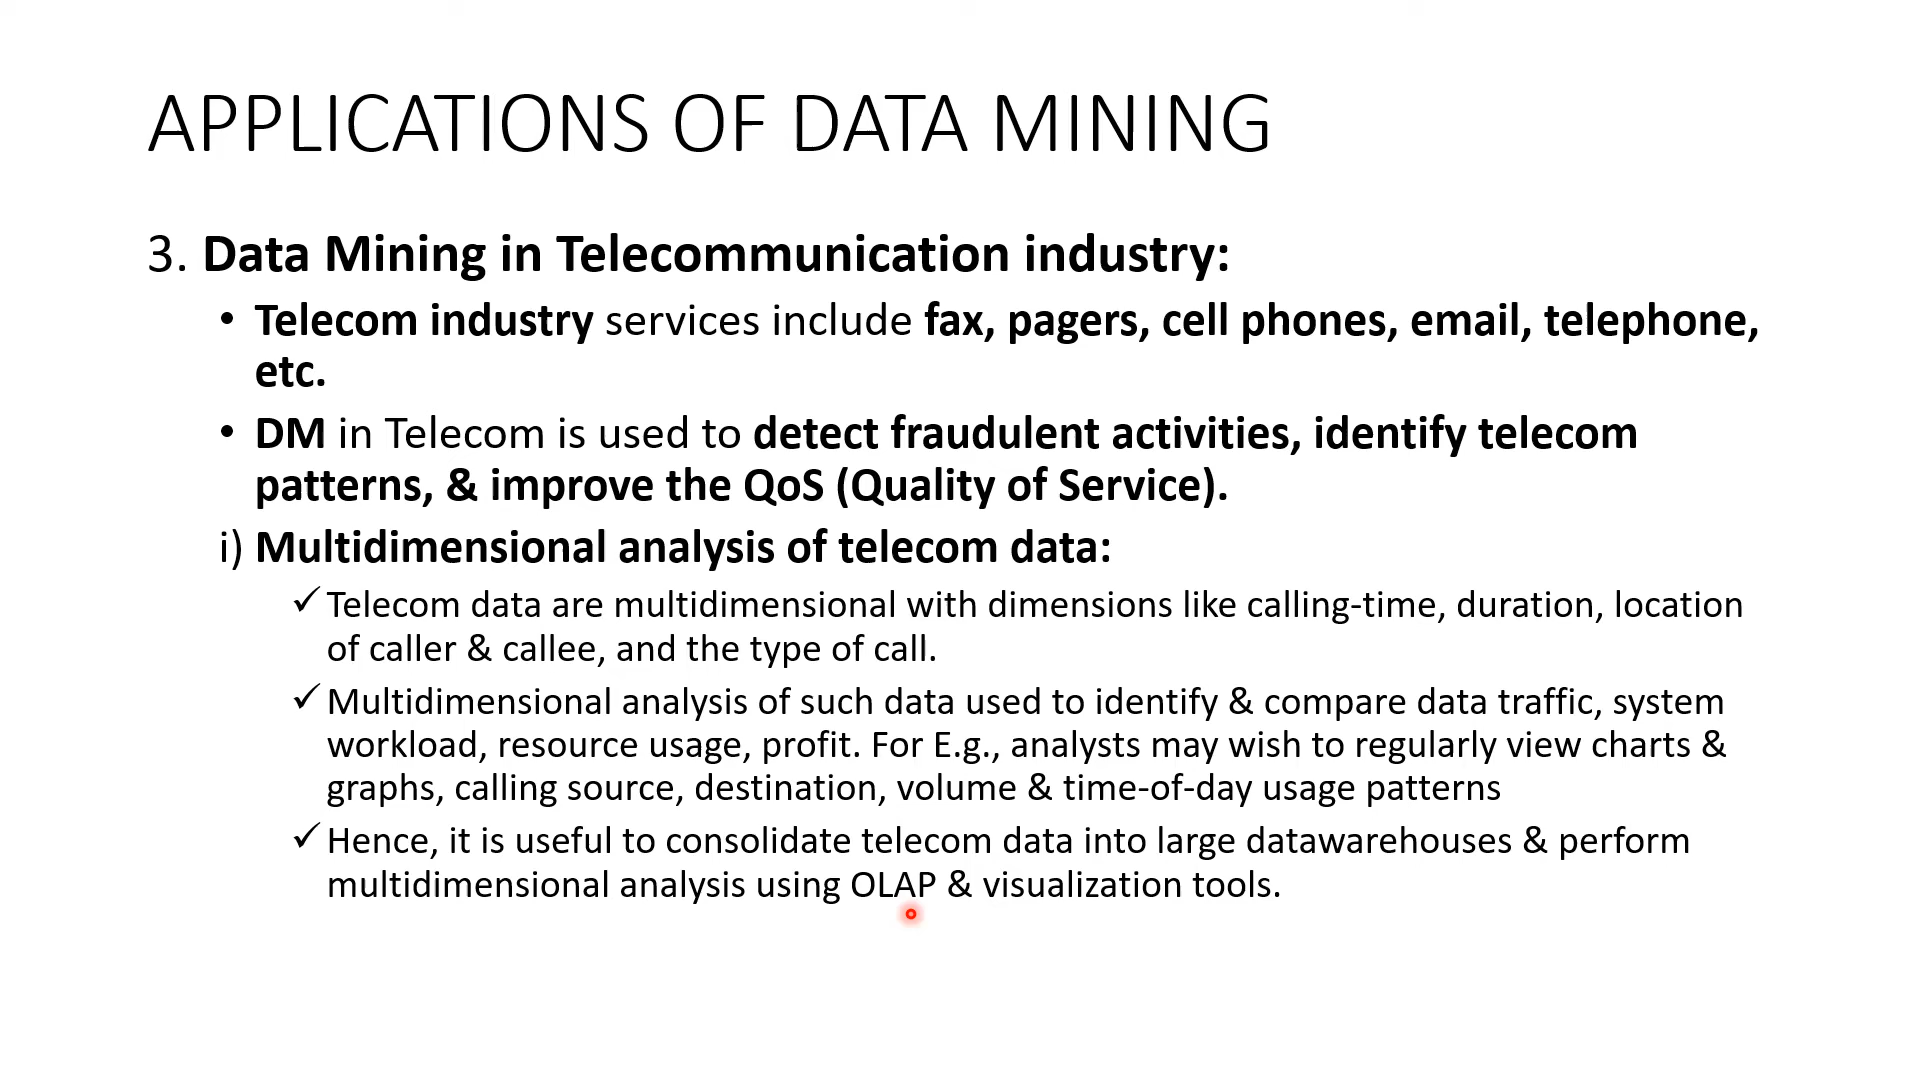 APPLICATIONS OF DATA MINING
3. Data Mining in Telecommunication industry:
• Telecom industry services include fax, pagers, cell phones, email, telephone,
etc.
• DM in Telecom is used to detect fraudulent activities, identify telecom
patterns, & improve the QoS (Quality of Service).
i) Multidimensional analysis of telecom data:
✓ Telecom data are multidimensional with dimensions like calling-time, duration, location
of caller & callee, and the type of call.
✓ Multidimensional analysis of such data used to identify & compare data traffic, system
workload, resource usage, profit. For E.g., analysts may wish to regularly view charts &
graphs, calling source, destination, volume & time-of-day usage patterns
✓ Hence, it is useful to consolidate telecom data into large datawarehouses & perform
multidimensional analysis using OLAP & visualization tools.